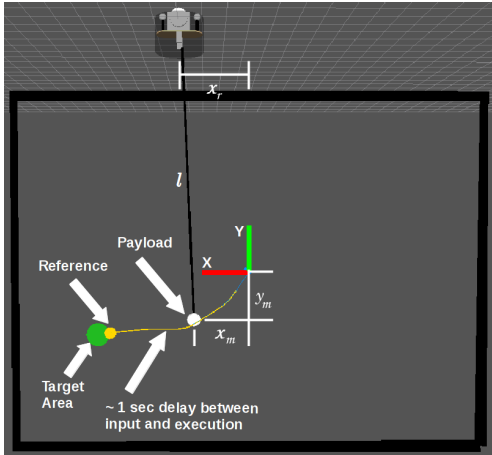 x_r
l
Y
Payload
X
Reference
y_m
x_m
Target
Area
~ 1 sec delay between
input and execution